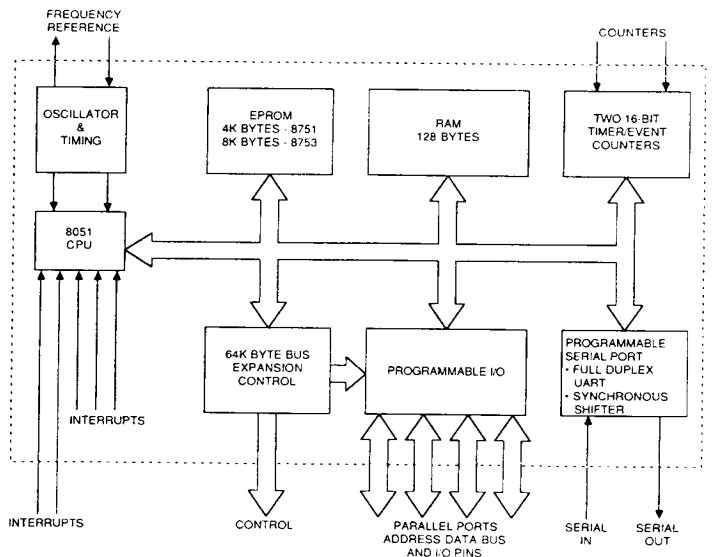 FREQUENCY
REFERENCE
COUNTERS
OSCILLATOR
&
TIMING
EPROM
4K BYTES - 8751
8K BYTES - 8753
RAM
128 BYTES
TWO 16-BIT
TIMER/EVENT
COUNTERS
8051
CPU
64K BYTE BUS
EXPANSION
CONTROL
PROGRAMMABLE I/O
PROGRAMMABLE
SERIAL PORT
• FULL DUPLEX
UART
• SYNCHRONOUS
SHIFTER
INTERRUPTS
INTERRUPTS
CONTROL
PARALLEL PORTS
ADDRESS DATA BUS
AND I/O PINS
SERIAL
IN
SERIAL
OUT